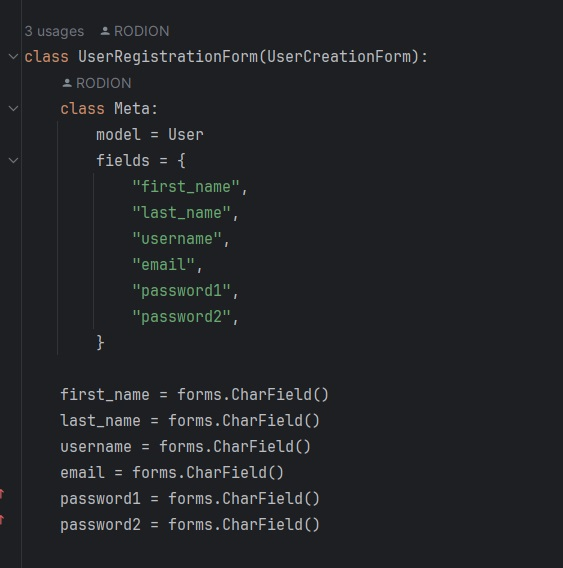 3 usages RODION
class UserRegistrationForm(UserCreationForm):
RODION
class Meta:
model = User
fields = {
"first_name",
"last_name",
"username",
"email",
"password1",
"password2",
}
first_name = forms.CharField()
last_name = forms.CharField()
username = forms.CharField()
email = forms.CharField()
password1 = forms.CharField()
password2 = forms.CharField()